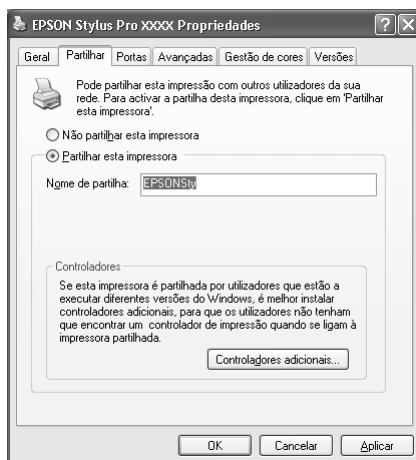 EPSON Stylus Pro XXXX Propriedades
Geral Partilhar Portas Avançadas Gestão de cores Versões
Pode partilhar esta impressão com outros utilizadores da sua
rede. Para activar a partilha desta impressora, clique em 'Partilhar
esta impressora'.
Não partilhar esta impressora
Partilhar esta impressora
Nome de partilha: EPSONSty
Controladores
Se esta impressora é partilhada por utilizadores que estão a
executar diferentes versões do Windows, é melhor instalar
controladores adicionais, para que os utilizadores não tenham
que encontrar um controlador de impressão quando se ligam à
impressora partilhada.
Controladores adicionais...
OK Cancelar Aplicar